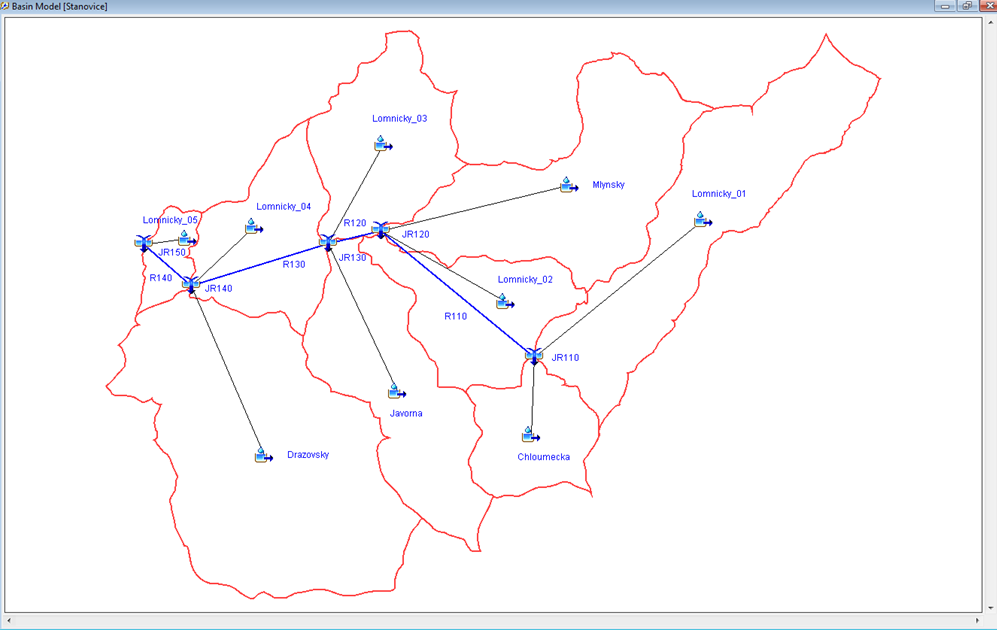 Basin Model [Stanovice]
Lomnicky_03
Mlynsky
Lomnicky_01
Lomnicky_04
Lomnicky_05
R120
JR120
JR150
JR130
R130
R140
JR140
Lomnicky_02
R110
JR110
Javorna
Drazovsky
Chloumecka